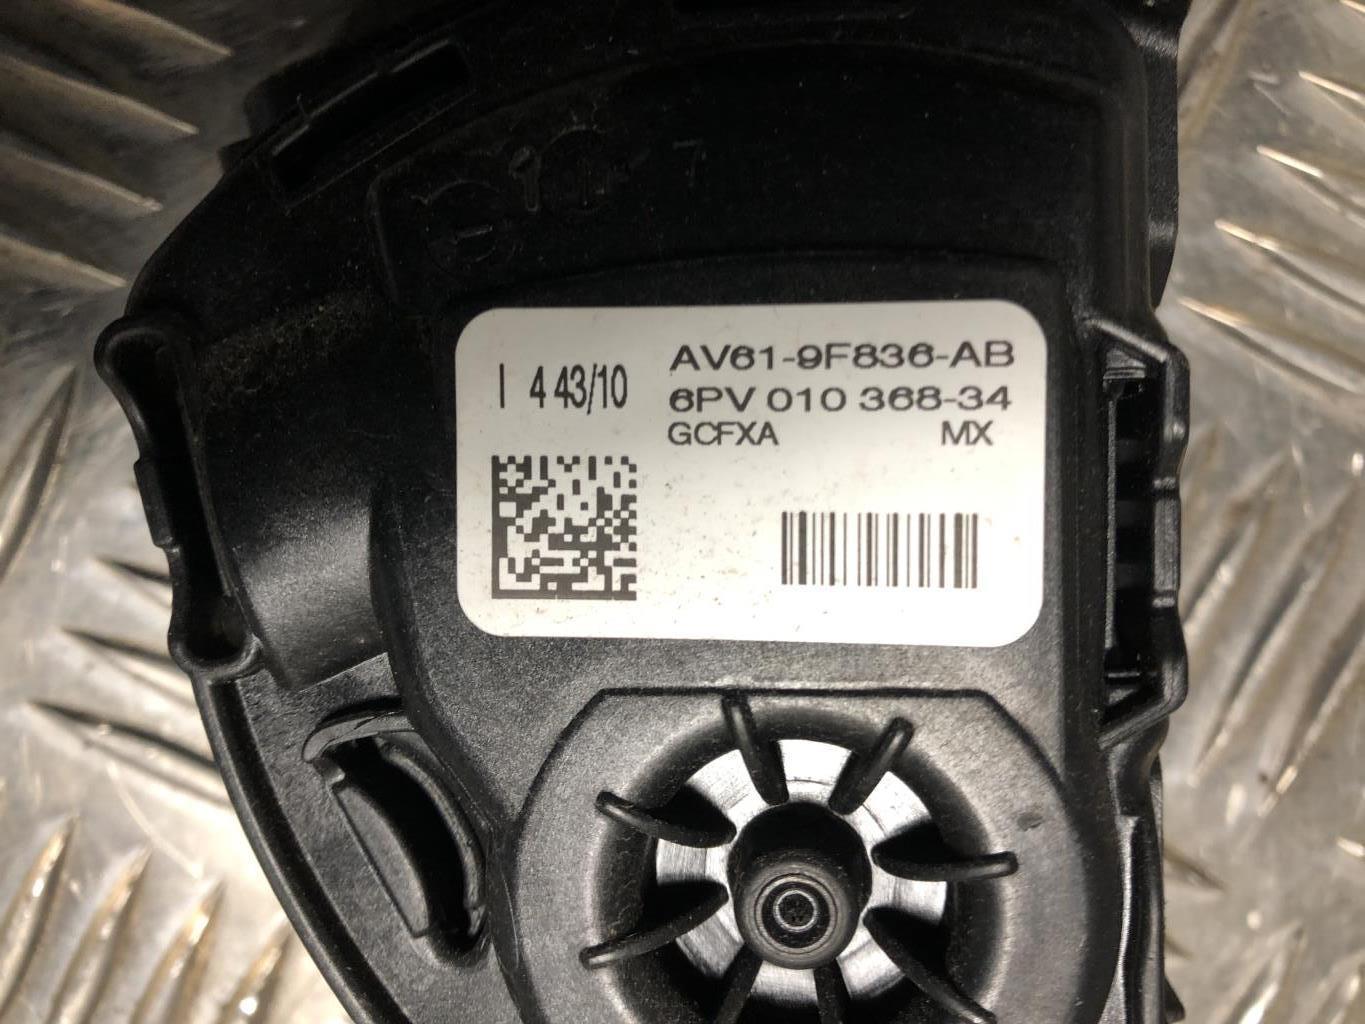 I 4 43/10
AV61-9F836-AB
6PV 010 368-34
GCFXA MX